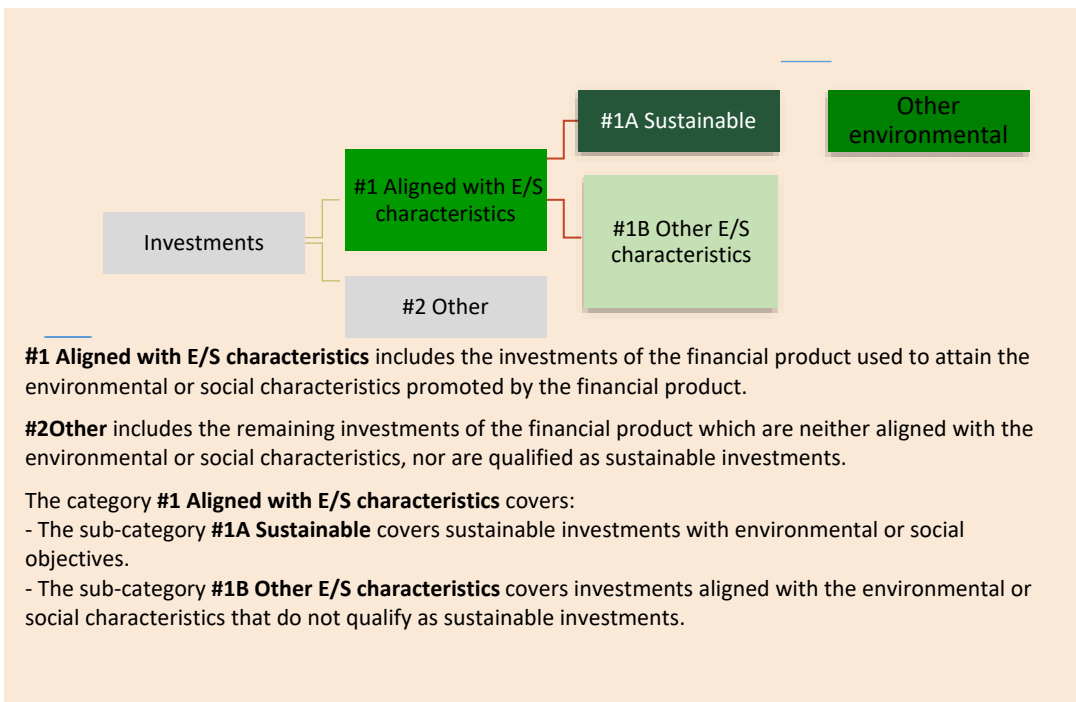 #1A Sustainable
Other
environmental
#1 Aligned with E/S
characteristics
#1B Other E/S
characteristics
Investments
#2 Other
#1 Aligned with E/S characteristics includes the investments of the financial product used to attain the
environmental or social characteristics promoted by the financial product.
#2Other includes the remaining investments of the financial product which are neither aligned with the
environmental or social characteristics, nor are qualified as sustainable investments.
The category #1 Aligned with E/S characteristics covers:
- The sub-category #1A Sustainable covers sustainable investments with environmental or social
objectives.
- The sub-category #1B Other E/S characteristics covers investments aligned with the environmental or
social characteristics that do not qualify as sustainable investments.